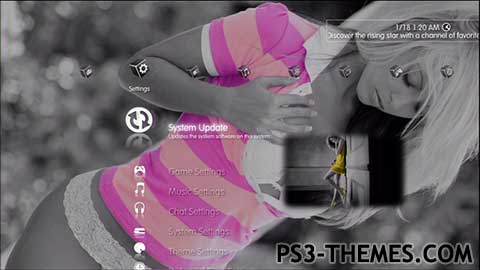 1/18 1:20 AM
Discover the rising star with a channel of favorite
Settings
System Update
Updates the system software on this system.
Game Settings
Music Settings
Chat Settings
System Settings
Theme Settings
PS3-THEMES.COM